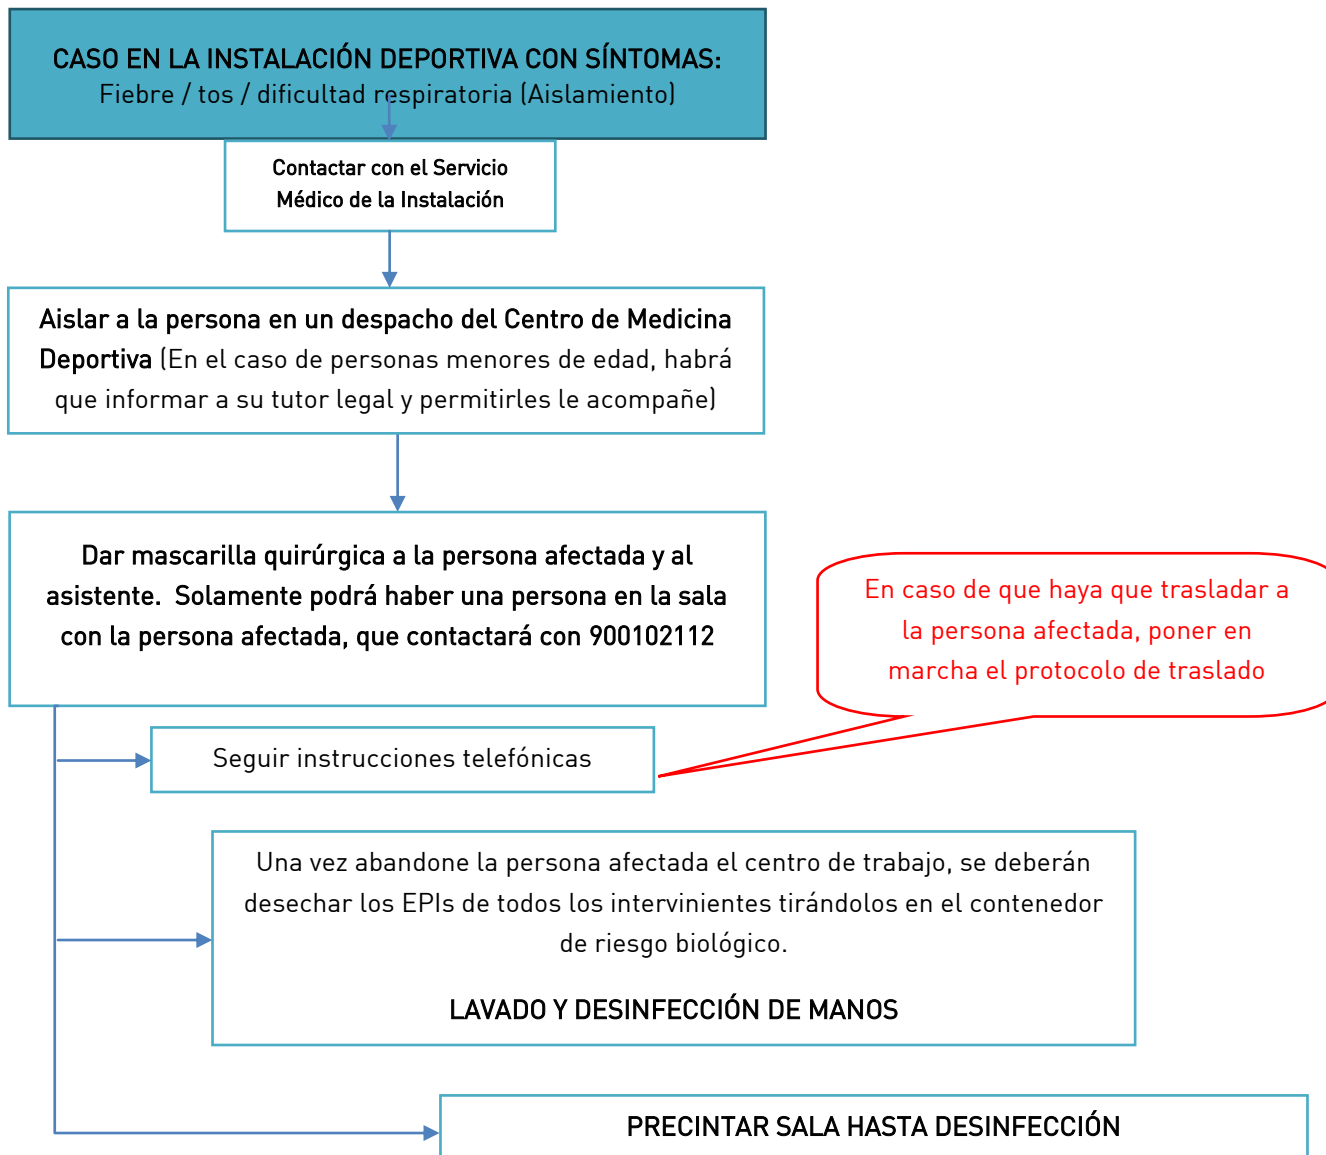 CASO EN LA INSTALACIÓN DEPORTIVA CON SÍNTOMAS:
Fiebre / tos / dificultad respiratoria (Aislamiento)
Contactar con el Servicio
Médico de la Instalación
Aislar a la persona en un despacho del Centro de Medicina
Deportiva (En el caso de personas menores de edad, habrá
que informar a su tutor legal y permitirles le acompañe)
Dar mascarilla quirúrgica a la persona afectada y al
asistente. Solamente podrá haber una persona en la sala
con la persona afectada, que contactará con 900102112
En caso de que haya que trasladar a
la persona afectada, poner en
marcha el protocolo de traslado
Seguir instrucciones telefónicas
Una vez abandone la persona afectada el centro de trabajo, se deberán
desechar los EPIs de todos los intervinientes tirándolos en el contenedor
de riesgo biológico.
LAVADO Y DESINFECCIÓN DE MANOS
PRECINTAR SALA HASTA DESINFECCIÓN